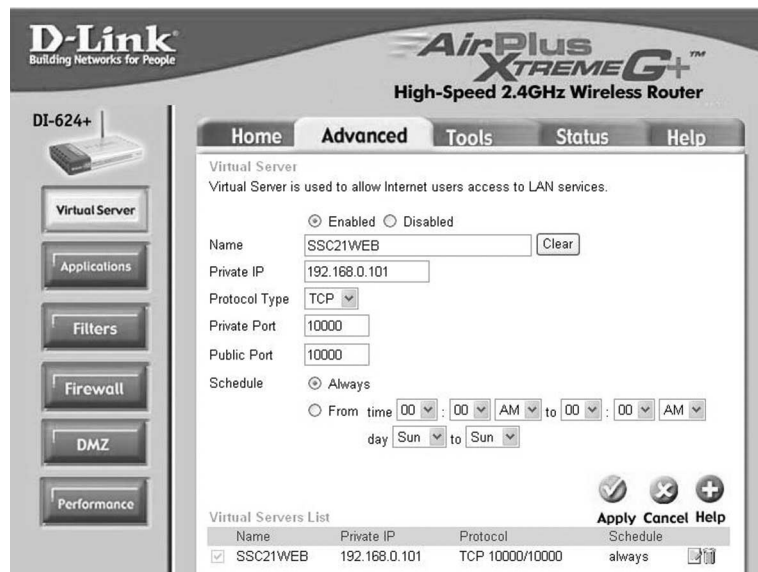 D-Link
Building Networks for People
AirPlus
XTREME G+™
High-Speed 2.4GHz Wireless Router
DI-624+
Home Advanced Tools Status Help
Virtual Server
Applications
Filters
Firewall
DMZ
Performance
Virtual Server
Virtual Server is used to allow Internet users access to LAN services.
Enabled Disabled
Name SSC21WEB Clear
Private IP 192.168.0.101
Protocol Type TCP
Private Port 10000
Public Port 10000
Schedule Always
From time 00 : 00 AM to 00 : 00 AM
day Sun to Sun
Apply Cancel Help
Virtual Servers List
Name Private IP Protocol Schedule
SSC21WEB 192.168.0.101 TCP 10000/10000 always